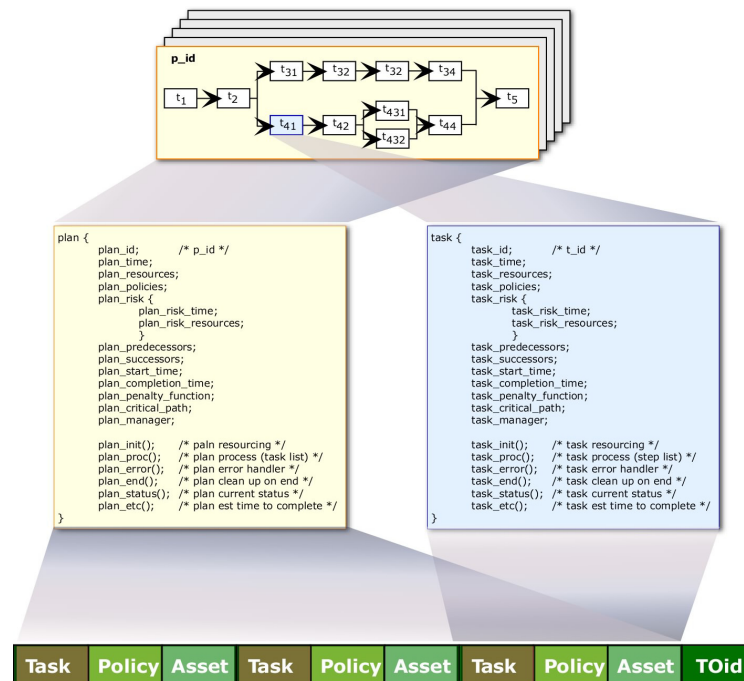 p_id
t31 t32 t32 t34
t1 t2 t5
t41 t42 t431 t44
t432
plan {
plan_id; /* p_id */
plan_time;
plan_resources;
plan_policies;
plan_risk {
plan_risk_time;
plan_risk_resources;
}
plan_predecessors;
plan_successors;
plan_start_time;
plan_completion_time;
plan_penalty_function;
plan_critical_path;
plan_manager;
plan_init(); /* paln resourcing */
plan_proc(); /* plan process (task list) */
plan_error(); /* plan error handler */
plan_end(); /* plan clean up on end */
plan_status(); /* plan current status */
plan_etc(); /* plan est time to complete */
}
task {
task_id; /* t_id */
task_time;
task_resources;
task_policies;
task_risk {
task_risk_time;
task_risk_resources;
}
task_predecessors;
task_successors;
task_start_time;
task_completion_time;
task_penalty_function;
task_critical_path;
task_manager;
task_init(); /* task resourcing */
task_proc(); /* task process (step list) */
task_error(); /* task error handler */
task_end(); /* task clean up on end */
task_status(); /* task current status */
task_etc(); /* task est time to complete */
}
Task Policy Asset Task Policy Asset Task Policy Asset TOid